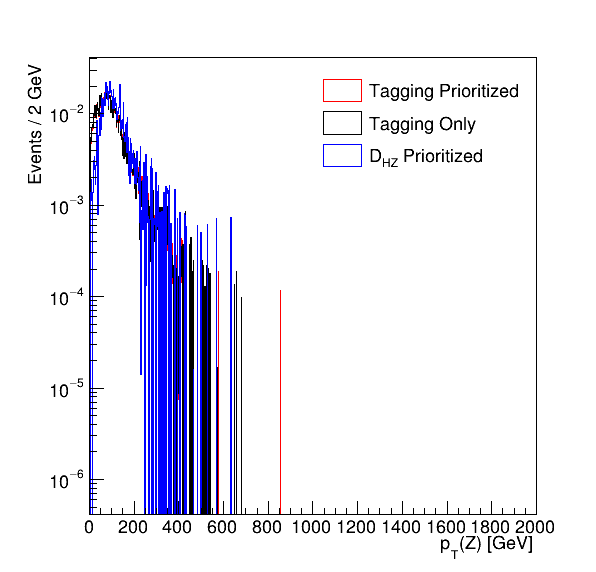 Events / 2 GeV
Tagging Prioritized
Tagging Only
D_HZ Prioritized
10^−2
10^−3
10^−4
10^−5
10^−6
0 200 400 600 800 1000 1200 1400 1600 1800 2000
p_T(Z) [GeV]